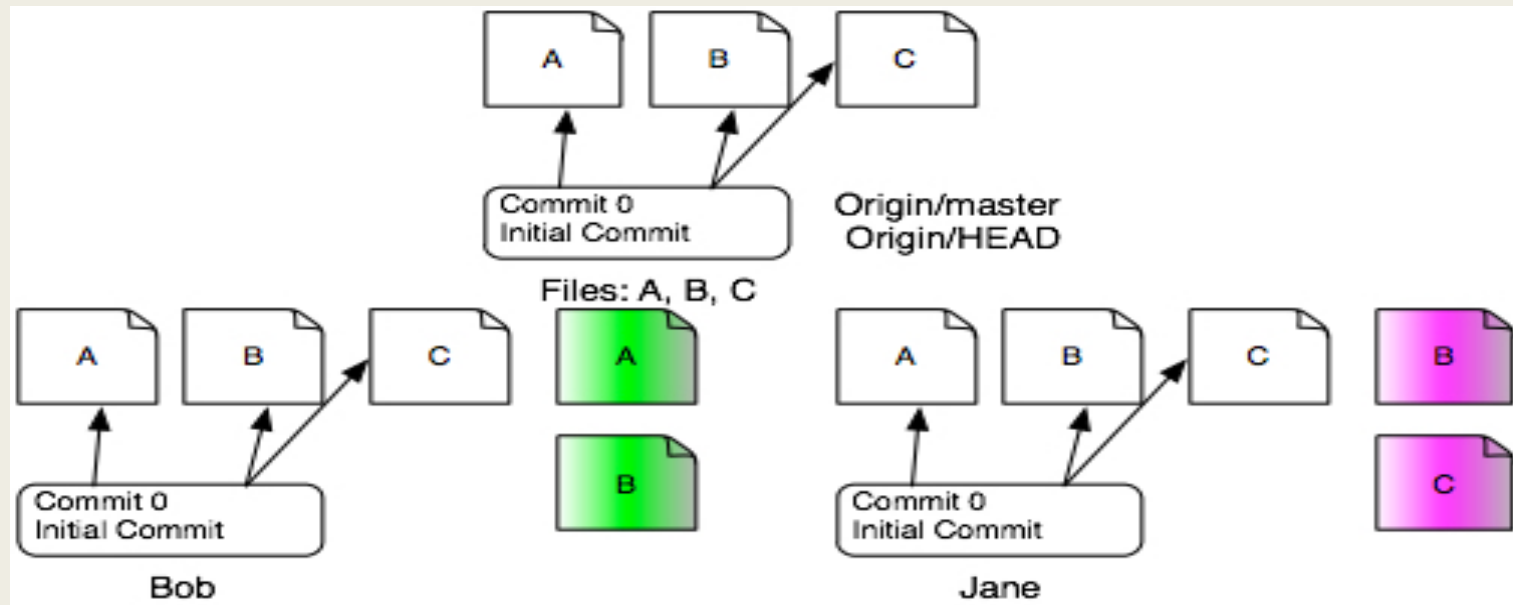 A B C
Commit 0
Initial Commit
Origin/master
Origin/HEAD
Files: A, B, C
A B C A
B
Commit 0
Initial Commit
Bob
A B C B
C
Commit 0
Initial Commit
Jane